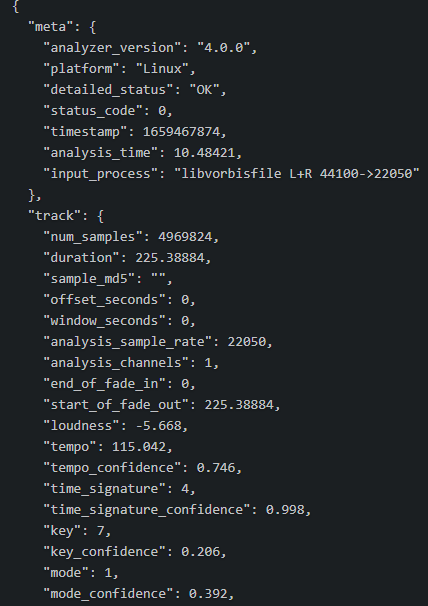 {
"meta": {
"analyzer_version": "4.0.0",
"platform": "Linux",
"detailed_status": "OK",
"status_code": 0,
"timestamp": 1659467874,
"analysis_time": 10.48421,
"input_process": "libvorbisfile L+R 44100->22050"
},
"track": {
"num_samples": 4969824,
"duration": 225.38884,
"sample_md5": "",
"offset_seconds": 0,
"window_seconds": 0,
"analysis_sample_rate": 22050,
"analysis_channels": 1,
"end_of_fade_in": 0,
"start_of_fade_out": 225.38884,
"loudness": -5.668,
"tempo": 115.042,
"tempo_confidence": 0.746,
"time_signature": 4,
"time_signature_confidence": 0.998,
"key": 7,
"key_confidence": 0.206,
"mode": 1,
"mode_confidence": 0.392,